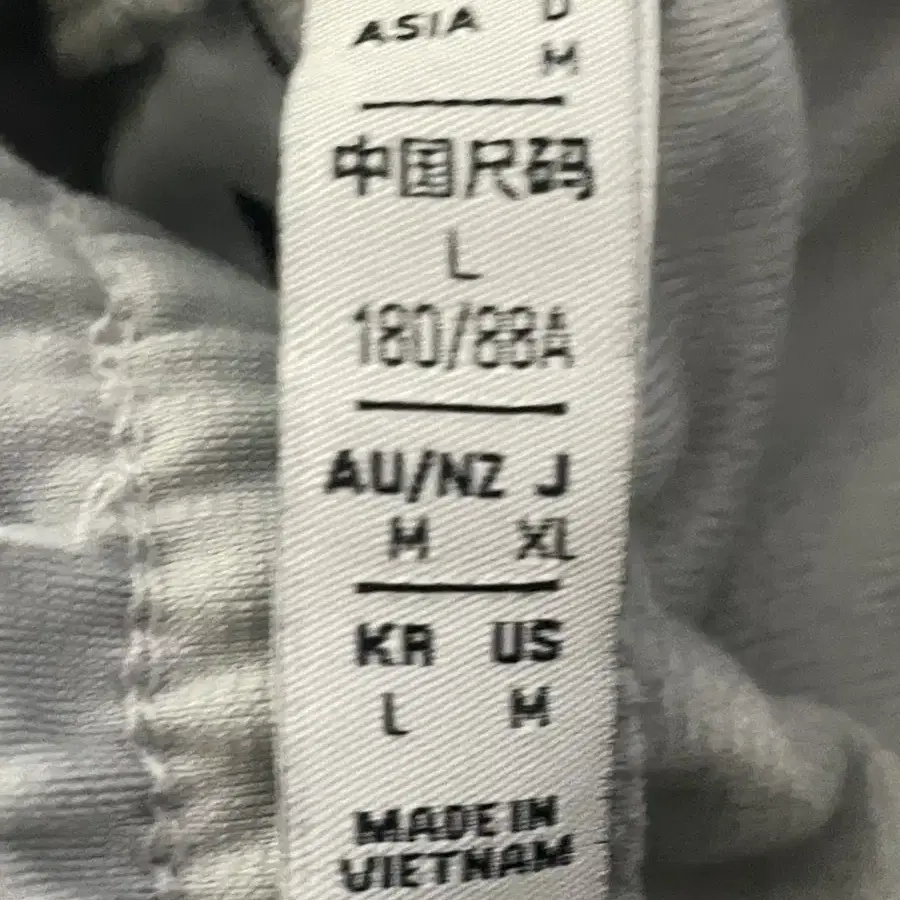 ASIA D
M
中国尺码
L
180/88A
AU/NZ J
M XL
KR US
L M
MADE IN
VIETNAM